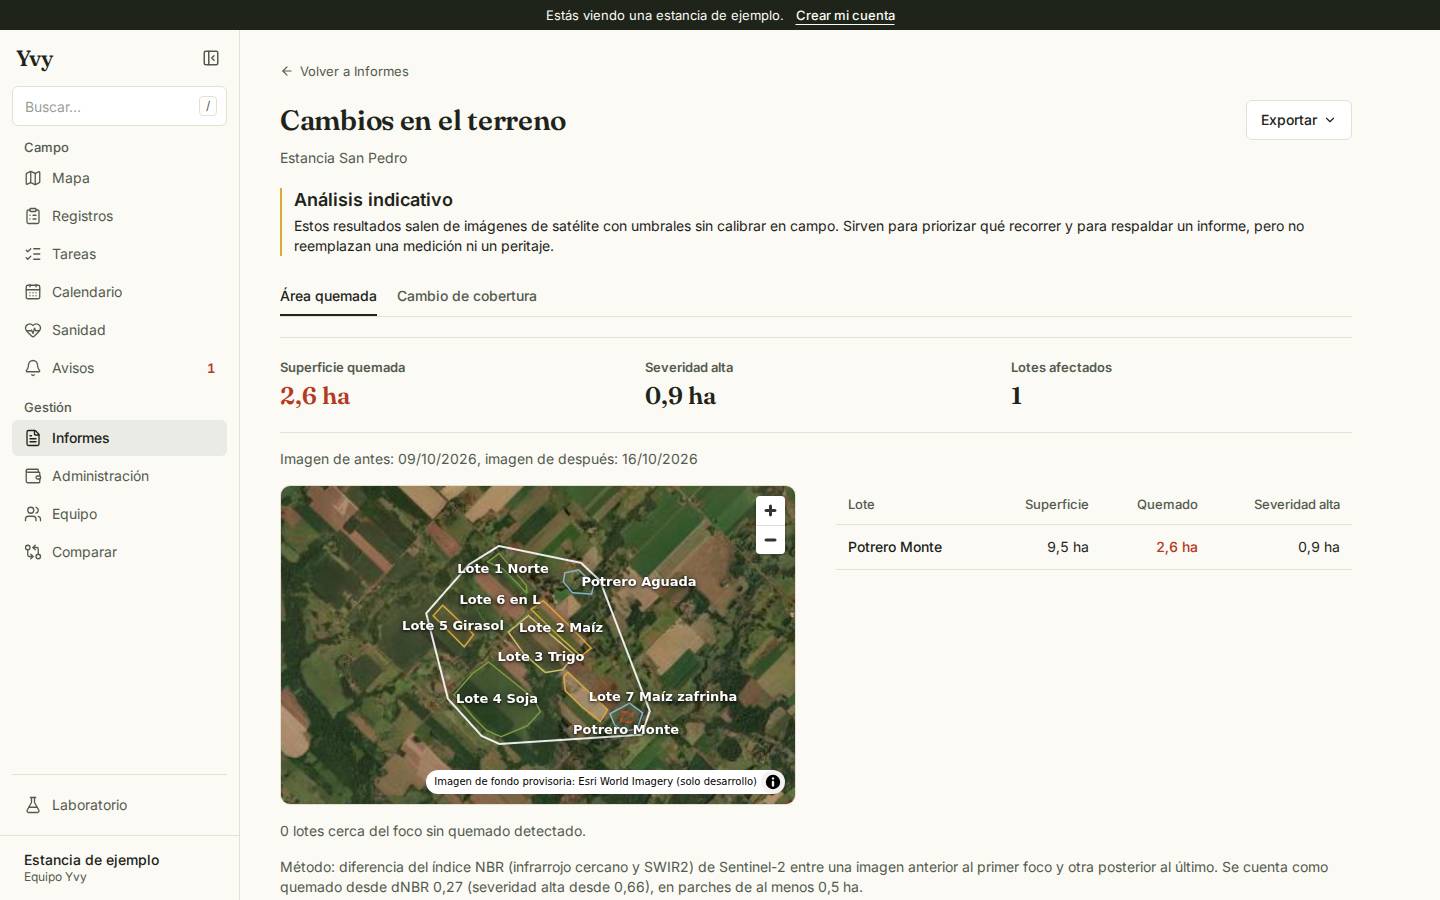 Estás viendo una estancia de ejemplo. Crear mi cuenta
Yvy
Buscar... /
Campo
Mapa
Registros
Tareas
Calendario
Sanidad
Avisos 1
Gestión
Informes
Administración
Equipo
Comparar
Laboratorio
Estancia de ejemplo
Equipo Yvy
Volver a Informes
Cambios en el terreno
Exportar
Estancia San Pedro
Análisis indicativo
Estos resultados salen de imágenes de satélite con umbrales sin calibrar en campo. Sirven para priorizar qué recorrer y para respaldar un informe, pero no
reemplazan una medición ni un peritaje.
Área quemada Cambio de cobertura
Superficie quemada Severidad alta Lotes afectados
2,6 ha 0,9 ha 1
Imagen de antes: 09/10/2026, imagen de después: 16/10/2026
Lote 1 Norte
Potrero Aguada
Lote 6 en L
Lote 5 Girasol
Lote 2 Maíz
Lote 3 Trigo
Lote 4 Soja
Lote 7 Maíz zafrinha
Potrero Monte
Imagen de fondo provisoria: Esri World Imagery (solo desarrollo)
Lote Superficie Quemado Severidad alta
Potrero Monte 9,5 ha 2,6 ha 0,9 ha
0 lotes cerca del foco sin quemado detectado.
Método: diferencia del índice NBR (infrarrojo cercano y SWIR2) de Sentinel-2 entre una imagen anterior al primer foco y otra posterior al último. Se cuenta como
quemado desde dNBR 0,27 (severidad alta desde 0,66), en parches de al menos 0,5 ha.